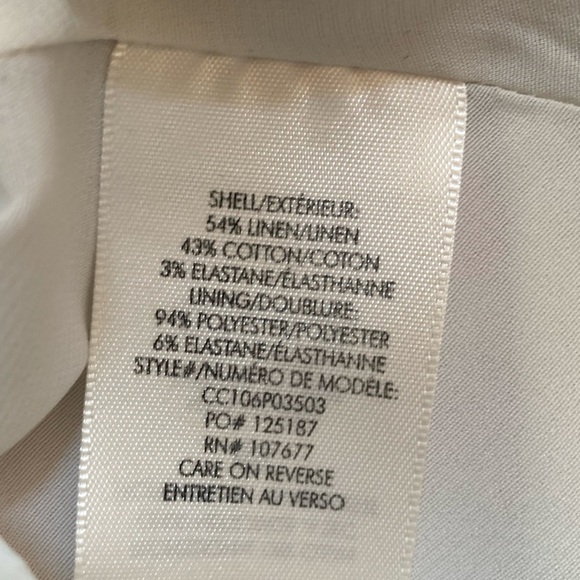 SHELL/EXTÉRIEUR:
54% LINEN/LINEN
43% COTTON/COTON
3% ELASTANE/ÉLASTHANNE
LINING/DOUBLURE:
94% POLYESTER/POLYESTER
6% ELASTANE/ÉLASTHANNE
STYLE#/NUMÉRO DE MODÈLE:
CC106P03503
PO# 125187
RN# 107677
CARE ON REVERSE
ENTRETIEN AU VERSO